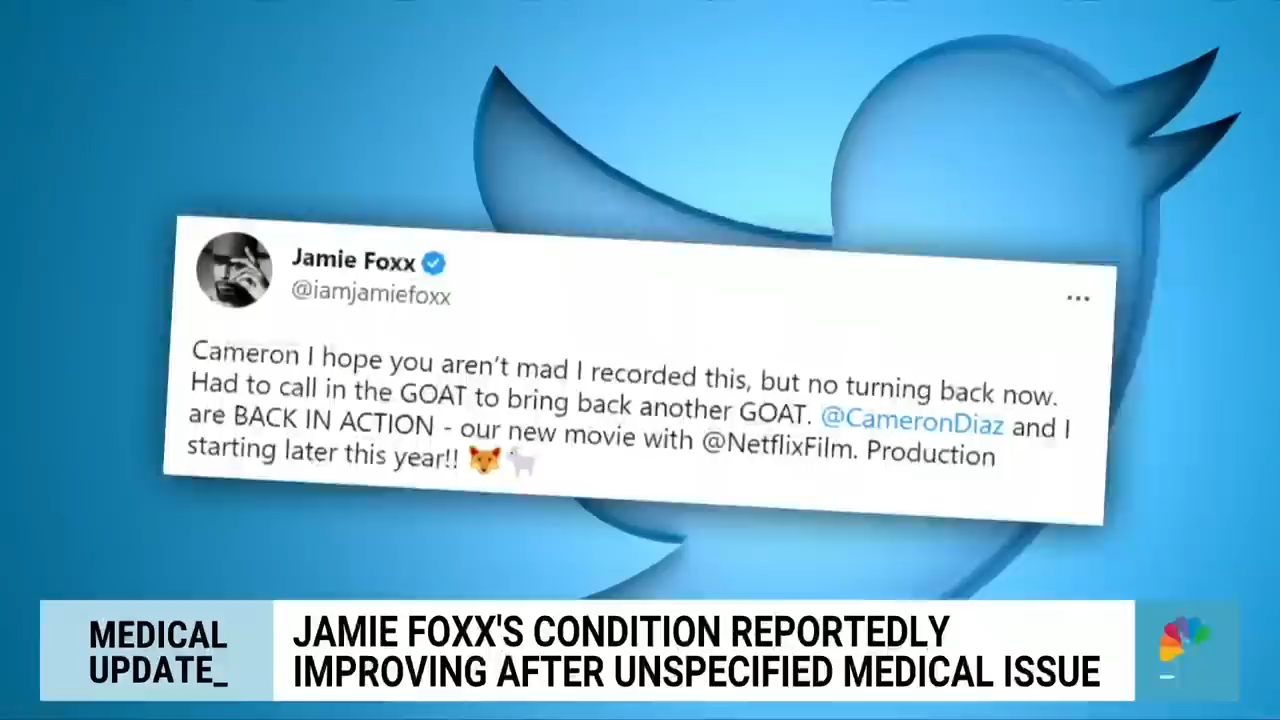 Jamie Foxx
@iamjamiefoxx
Cameron I hope you aren't mad I recorded this, but no turning back now.
Had to call in the GOAT to bring back another GOAT. @CameronDiaz and I
are BACK IN ACTION - our new movie with @NetflixFilm. Production
starting later this year!! 🦊🐐
MEDICAL
UPDATE_
JAMIE FOXX'S CONDITION REPORTEDLY
IMPROVING AFTER UNSPECIFIED MEDICAL ISSUE